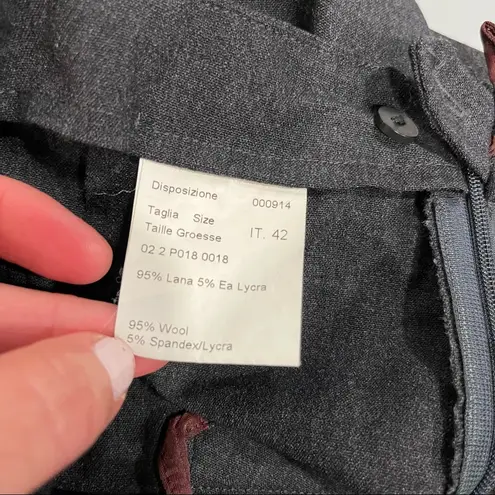 Disposizione 000914
Taglia Size
Taille Groesse IT. 42
02 2 P018 0018
95% Lana 5% Ea Lycra
95% Wool
5% Spandex/Lycra